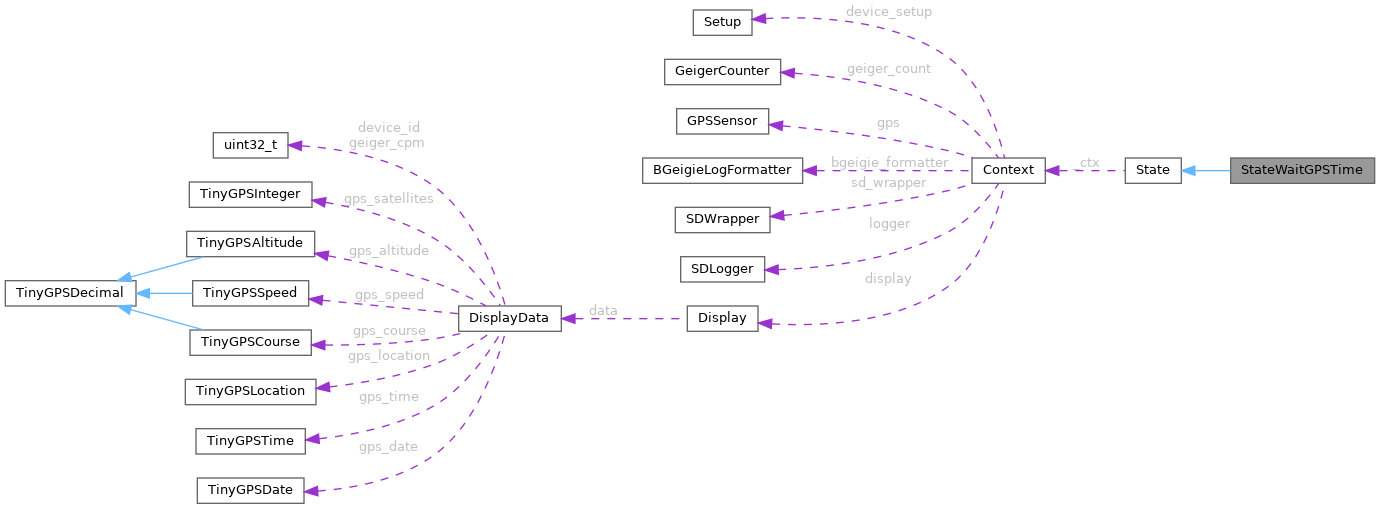 device_setup
Setup
geiger_count
GeigerCounter
gps
GPSSensor
device_id
geiger_cpm
uint32_t
bgeigie_formatter
BGeigieLogFormatter
Context
_ctx
State
StateWaitGPSTime
sd_wrapper
TinyGPSInteger
gps_satellites
SDWrapper
logger
TinyGPSAltitude
gps_altitude
SDLogger
display
TinyGPSDecimal
TinyGPSSpeed
gps_speed
DisplayData
data
Display
gps_course
TinyGPSCourse
gps_location
TinyGPSLocation
gps_time
TinyGPSTime
gps_date
TinyGPSDate